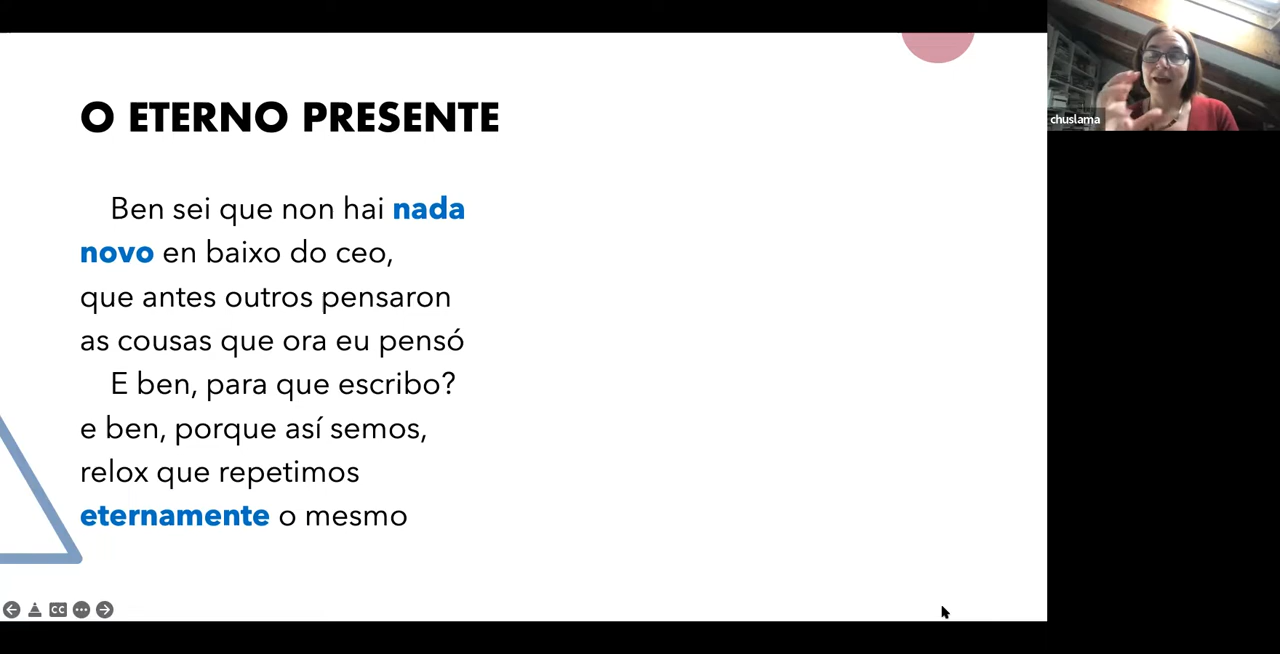 O ETERNO PRESENTE
Ben sei que non hai nada
novo en baixo do ceo,
que antes outros pensaron
as cousas que ora eu pensó
E ben, para que escribo?
e ben, porque así semos,
relox que repetimos
eternamente o mesmo
chuslama
CC